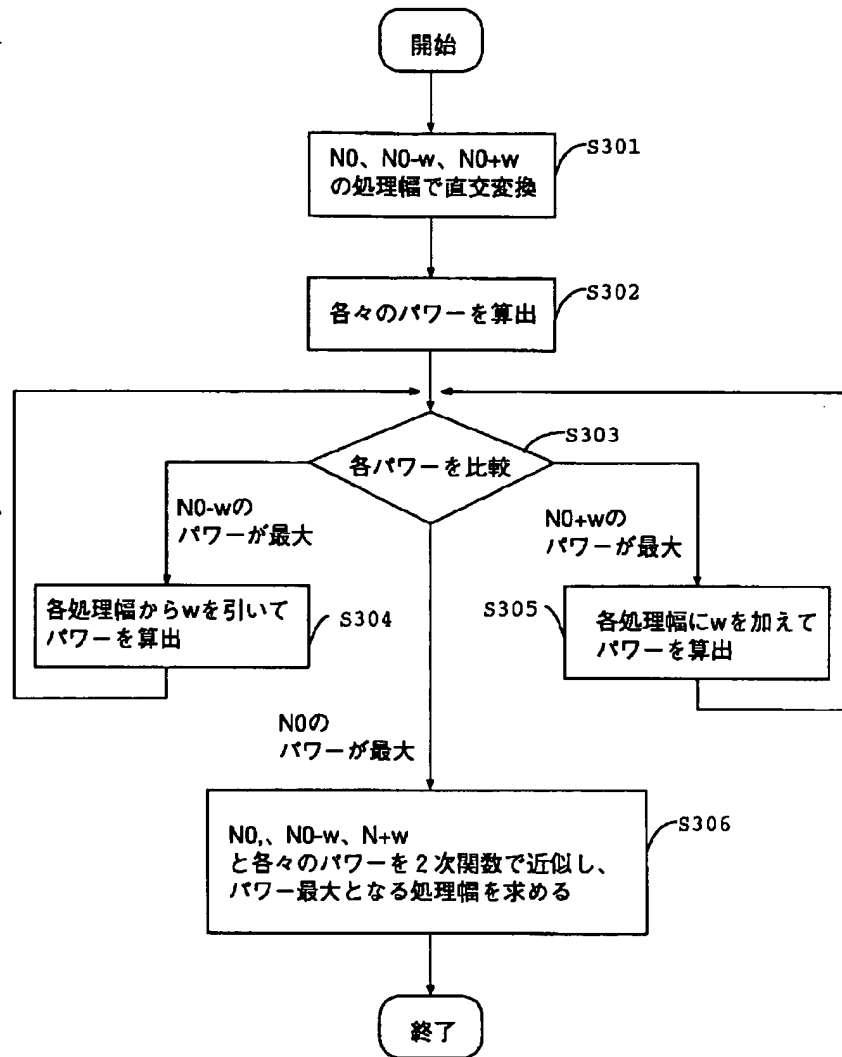 開始
N0、N0-w、N0+w
の処理幅で直交変換
S301
各々のパワーを算出
S302
各パワーを比較
S303
N0-wの
パワーが最大
N0+wの
パワーが最大
各処理幅からwを引いて
パワーを算出
S304
S305
各処理幅にwを加えて
パワーを算出
N0の
パワーが最大
N0,、N0-w、N+w
と各々のパワーを2次関数で近似し、
パワー最大となる処理幅を求める
S306
終了